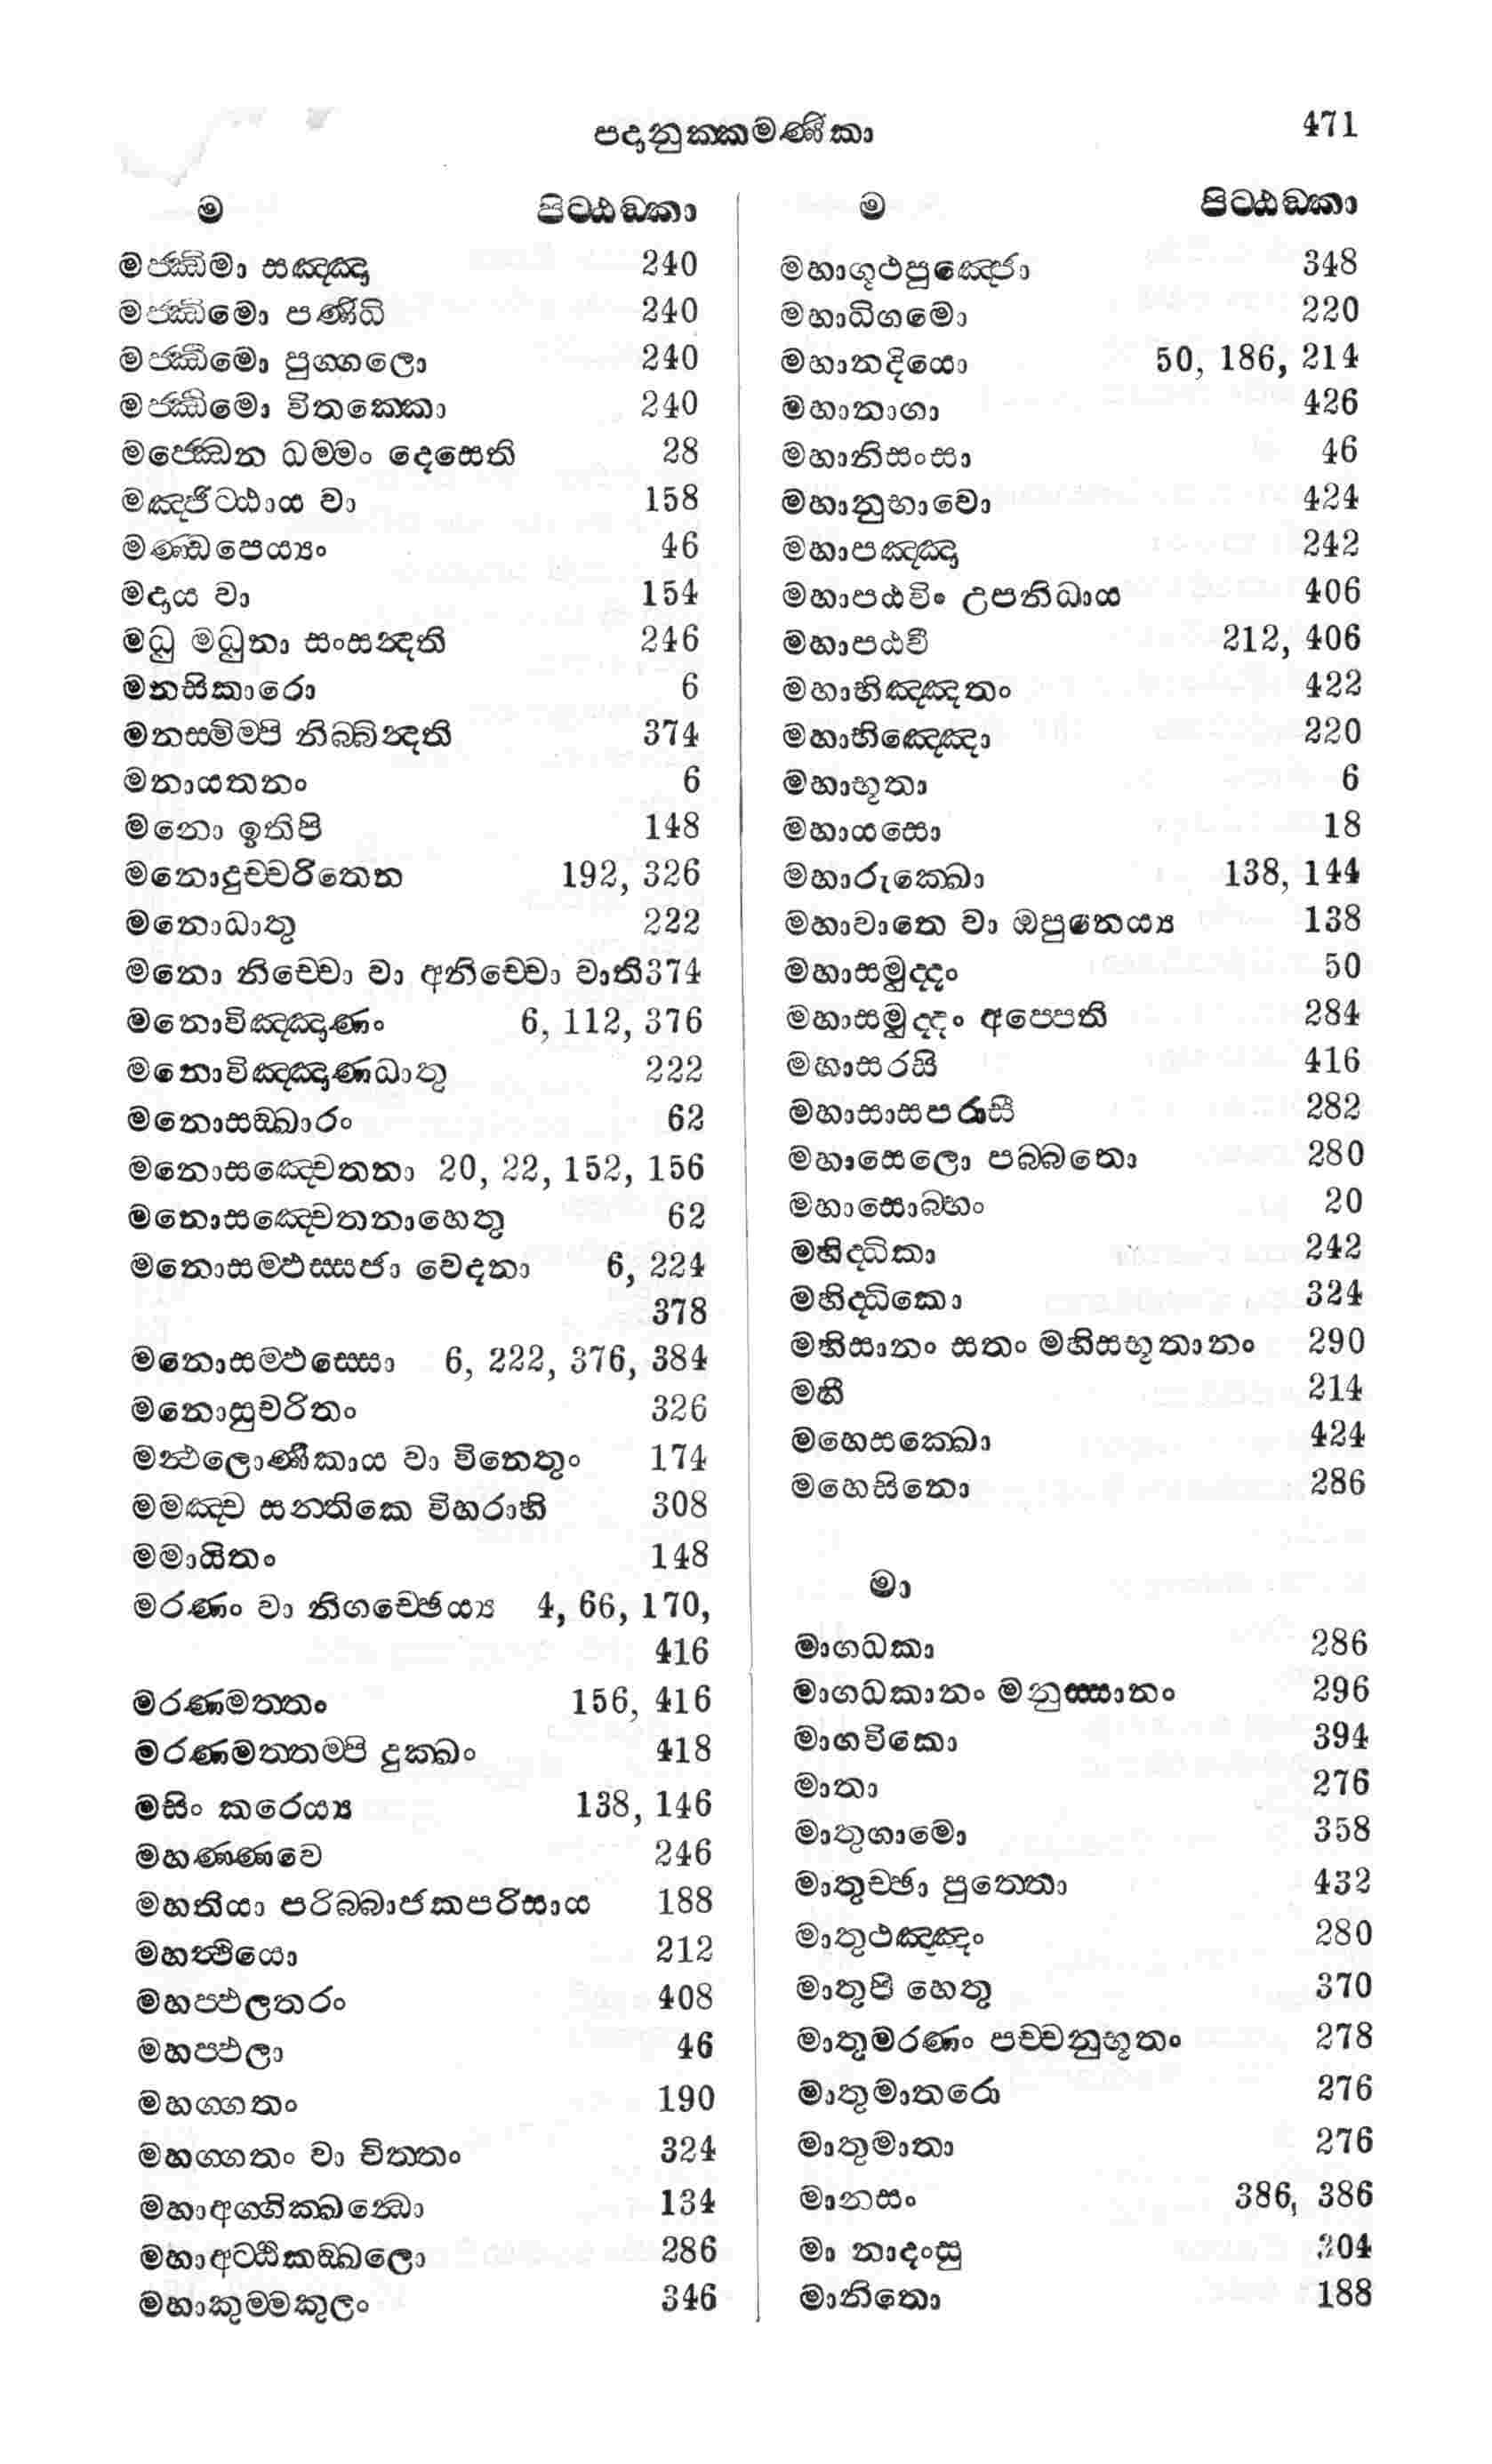 පදානුක්කමණිකා 471
ම පිට්ඨඞ්කා
මජ්ඣිමා සඤ්ඤා 240
මජ්ඣිමො පණිධි 240
මජ්ඣිමො පුග්ගලො 240
මජ්ඣිමො විතක්කො 240
මජ්ඣෙන ධම්මං දෙසෙති 28
මඤ්ජිට්ඨාය වා 158
මණ්ඩපෙය්‍යං 46
මදාය වා 154
මධු මධුනා සංසන්දති 246
මනසිකාරො 6
මනස්මිම්පි නිබ්බින්දති 374
මනායතනං 6
මනො ඉතිපි 148
මනොදුච්චරිතෙන 192, 326
මනොධාතු 222
මනො නිච්චො වා අනිච්චො වාති 374
මනොවිඤ්ඤාණං 6, 112, 376
මනොවිඤ්ඤාණධාතු 222
මනොසඞ්ඛාරං 62
මනොසඤ්චෙතනා 20, 22, 152, 156
මනොසඤ්චෙතනාහෙතු 62
මනොසම්ඵස්සජා වෙදනා 6, 224
378
මනොසම්ඵස්සො 6, 222, 376, 384
මනොසුචරිතං 326
මන්ථලොණිකාය වා විනෙතුං 174
මමඤ්ච සන්තිකෙ විහරාහි 308
මමායිතං 148
මරණං වා නිගච්ඡෙය්‍ය 4, 66, 170,
416
මරණමත්තං 156, 416
මරණමත්තම්පි දුක්ඛං 418
මසිං කරෙය්‍ය 138, 146
මහණ්ණවෙ 246
මහතියා පරිබ්බාජකපරිසාය 188
මහත්ථියො 212
මහප්ඵලතරං 408
මහප්ඵලා 46
මහග්ගතං 190
මහග්ගතං වා චිත්තං 324
මහාඅග්ගික්ඛන්ධො 134
මහාඅට්ඨිකඞ්ඛලො 286
මහාකුම්මකුලං 346
ම පිට්ඨඞ්කා
මහාගූථපුඤ්ජො 348
මහාධිගමො 220
මහානදියො 50, 186, 214
මහානාගා 426
මහානිසංසා 46
මහානුභාවො 424
මහාපඤ්ඤා 242
මහාපඨවිං උපනිධාය 406
මහාපඨවී 212, 406
මහාභිඤ්ඤතං 422
මහාභිඤ්ඤො 220
මහාභූතා 6
මහායසො 18
මහාරුක්ඛො 138, 144
මහාවාතෙ වා ඔපුනෙය්‍ය 138
මහාසමුද්දං 50
මහාසමුද්දං අප්පෙති 284
මහාසරසි 416
මහාසාසපරාසී 282
මහාසෙලො පබ්බතො 280
මහාසොබ්භං 20
මහිද්ධිකා 242
මහිද්ධිකො 324
මහිසානං සතං මහිසභූතානං 290
මහී 214
මහෙසක්ඛො 424
මහෙසිනො 286
මා
මාගධකා 286
මාගධකානං මනුස්සානං 296
මාගවිකො 394
මාතා 276
මාතුගාමො 358
මාතුච්ඡා පුත්තො 432
මාතුථඤ්ඤං 280
මාතුපි හෙතු 370
මාතුමරණං පච්චනුභූතං 278
මාතුමාතරො 276
මාතුමාතා 276
මානසං 386, 386
මා නාදංසු 304
මානිතො 188